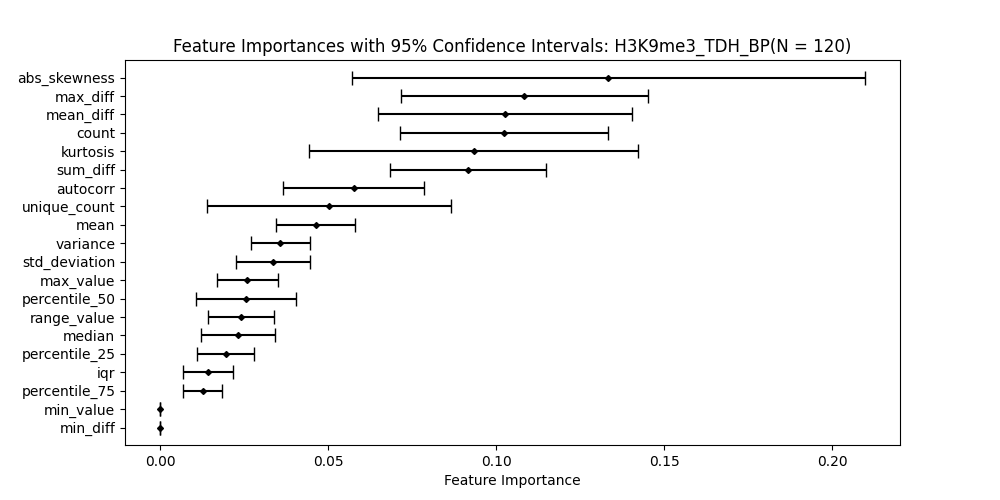 Feature Importances with 95% Confidence Intervals: H3K9me3_TDH_BP(N = 120)
abs_skewness
max_diff
mean_diff
count
kurtosis
sum_diff
autocorr
unique_count
mean
variance
std_deviation
max_value
percentile_50
range_value
median
percentile_25
iqr
percentile_75
min_value
min_diff
0.00 0.05 0.10 0.15 0.20
Feature Importance